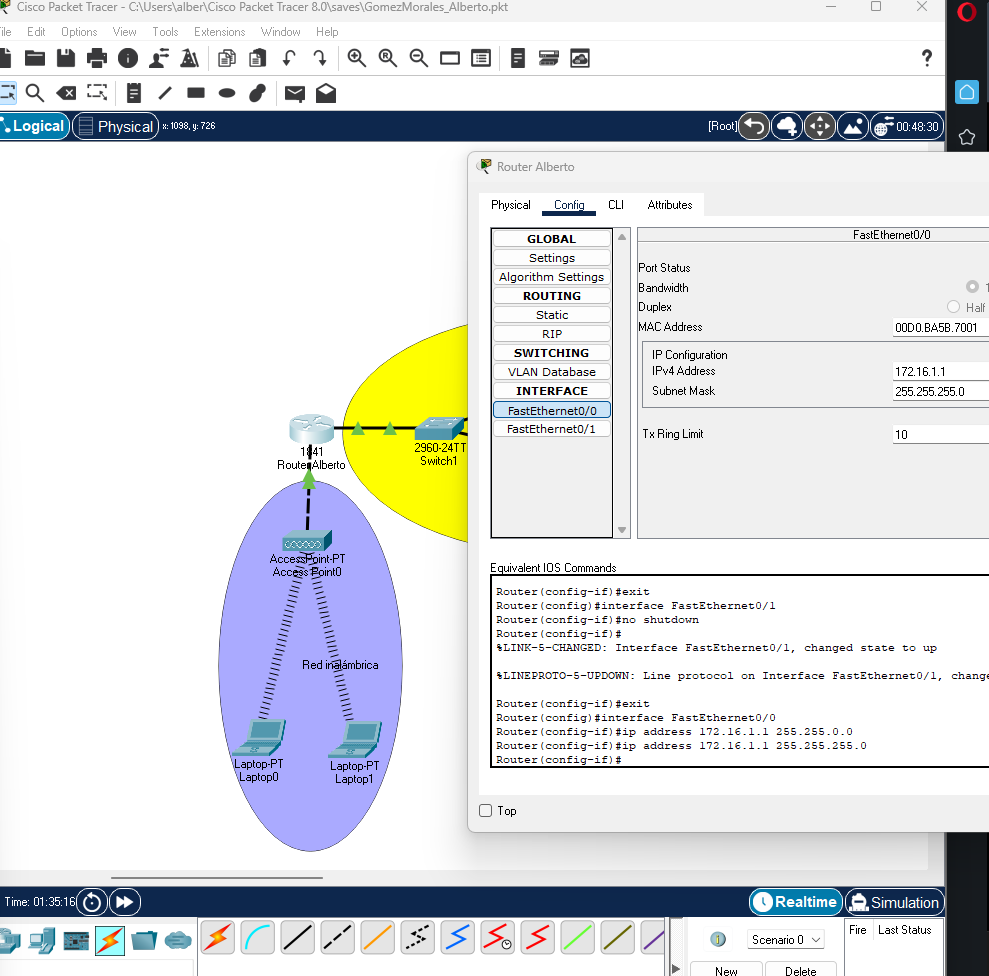 Cisco Packet Tracer - C:\Users\alber\Cisco Packet Tracer 8.0\saves\GomezMorales_Alberto.pkt
ile Edit Options View Tools Extensions Window Help
Logical Physical x: 1098, y: 726 [Root] 00:48:30
Router Alberto
Physical Config CLI Attributes
GLOBAL
Settings
Algorithm Settings
ROUTING
Static
RIP
SWITCHING
VLAN Database
INTERFACE
FastEthernet0/0
FastEthernet0/1
FastEthernet0/0
Port Status
Bandwidth 1
Duplex Half
MAC Address 00D0.BA5B.7001
IP Configuration
IPv4 Address 172.16.1.1
Subnet Mask 255.255.255.0
Tx Ring Limit 10
1841
Router Alberto
2960-24TT
Switch1
AccessPoint-PT
Access Point0
Red inalámbrica
Laptop-PT
Laptop0
Laptop-PT
Laptop1
Equivalent IOS Commands
Router(config-if)#exit
Router(config)#interface FastEthernet0/1
Router(config-if)#no shutdown
Router(config-if)#
%LINK-5-CHANGED: Interface FastEthernet0/1, changed state to up
%LINEPROTO-5-UPDOWN: Line protocol on Interface FastEthernet0/1, change
Router(config-if)#exit
Router(config)#interface FastEthernet0/0
Router(config-if)#ip address 172.16.1.1 255.255.0.0
Router(config-if)#ip address 172.16.1.1 255.255.255.0
Router(config-if)#
Top
Time: 01:35:16 Realtime Simulation
Scenario 0 Fire Last Status
New Delete